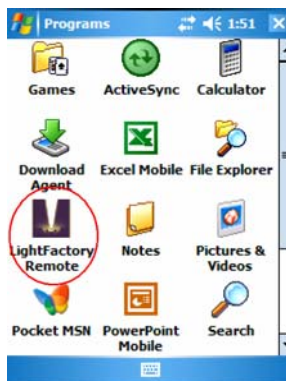 Programs 1:51
Games ActiveSync Calculator
Download Agent Excel Mobile File Explorer
LightFactory Remote Notes Pictures & Videos
Pocket MSN PowerPoint Mobile Search